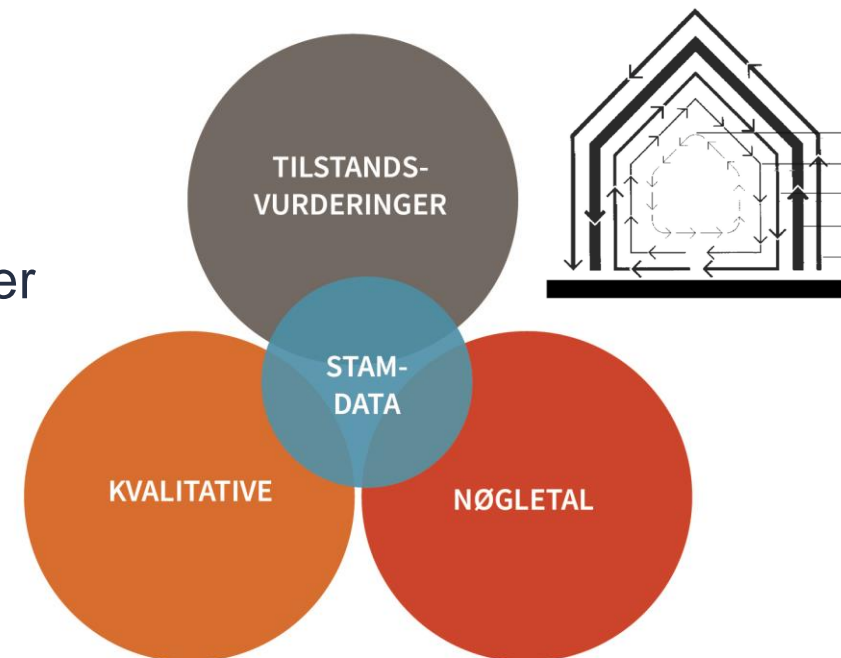 TILSTANDS-
VURDERINGER
er
STAM-
DATA
KVALITATIVE
NØGLETAL